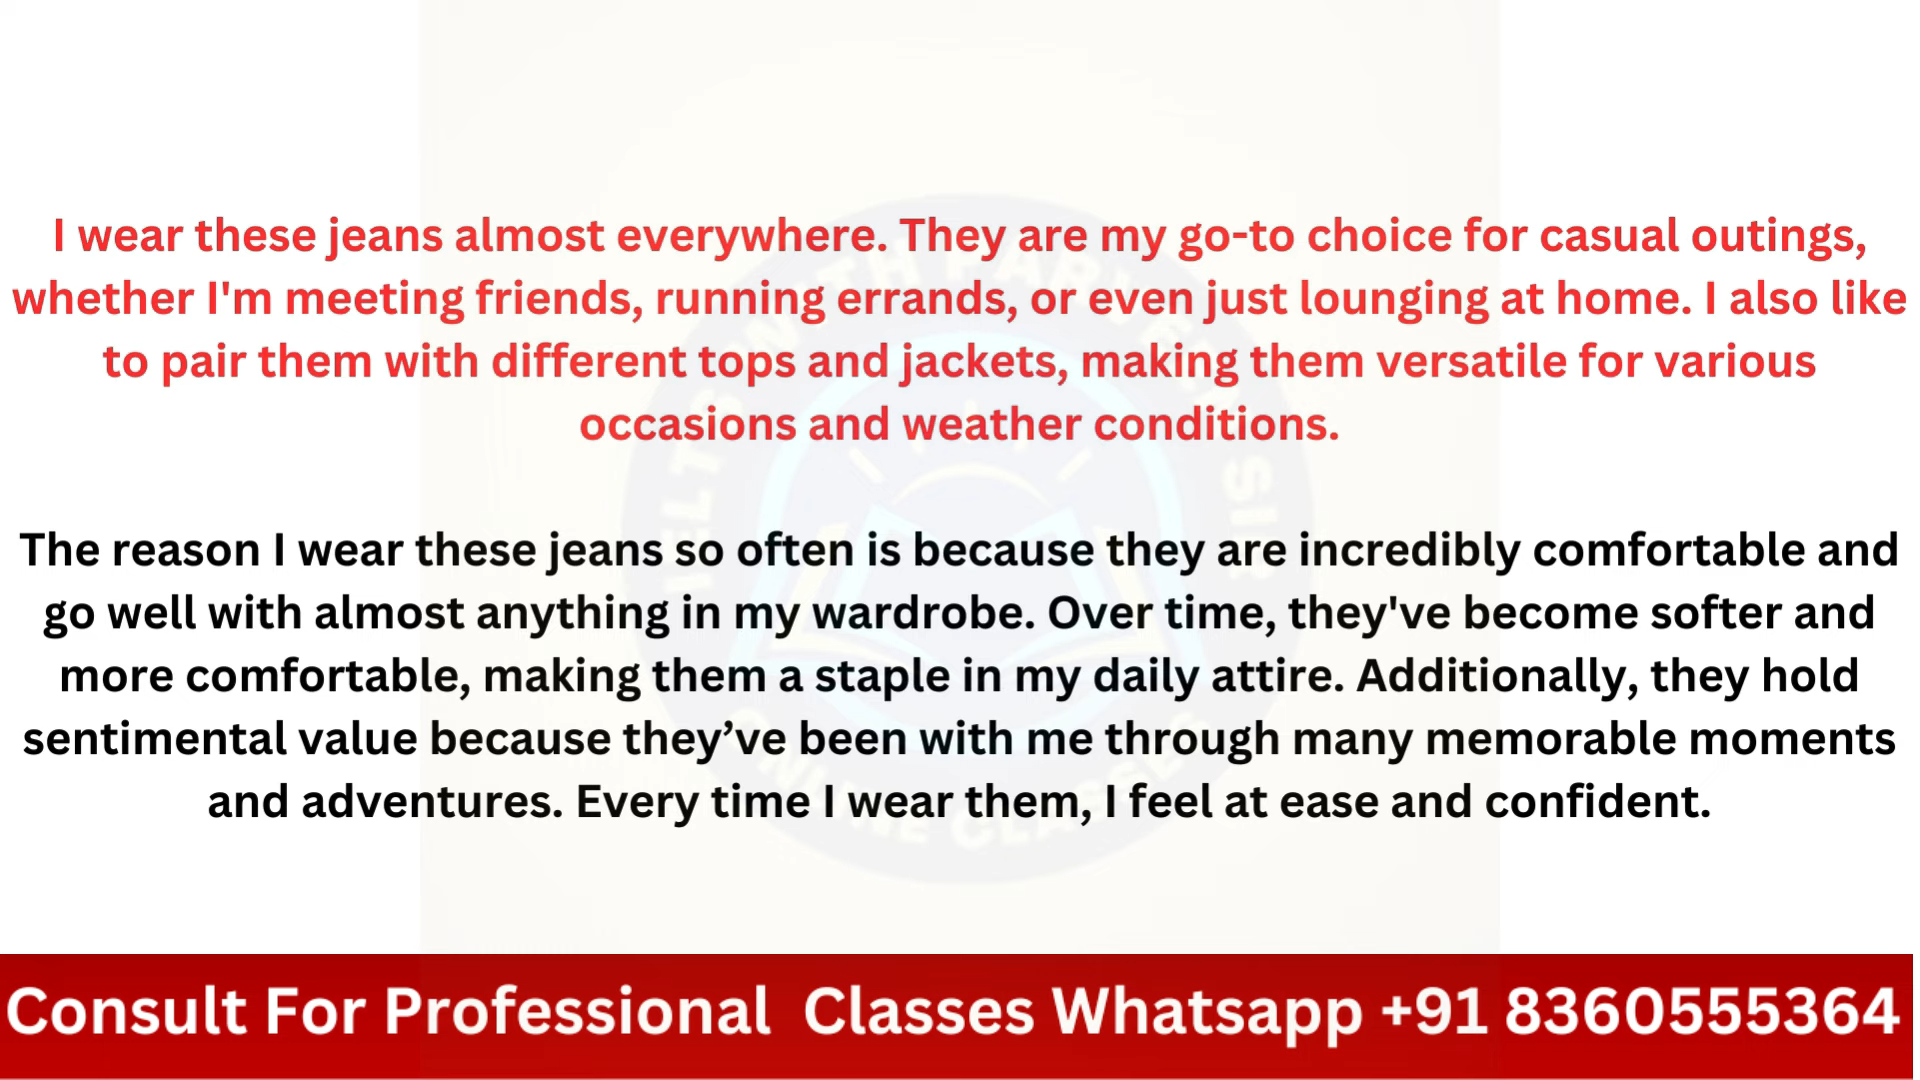 I wear these jeans almost everywhere. They are my go-to choice for casual outings,
whether I'm meeting friends, running errands, or even just lounging at home. I also like
to pair them with different tops and jackets, making them versatile for various
occasions and weather conditions.
The reason I wear these jeans so often is because they are incredibly comfortable and
go well with almost anything in my wardrobe. Over time, they've become softer and
more comfortable, making them a staple in my daily attire. Additionally, they hold
sentimental value because they’ve been with me through many memorable moments
and adventures. Every time I wear them, I feel at ease and confident.
Consult For Professional  Classes Whatsapp +91 8360555364